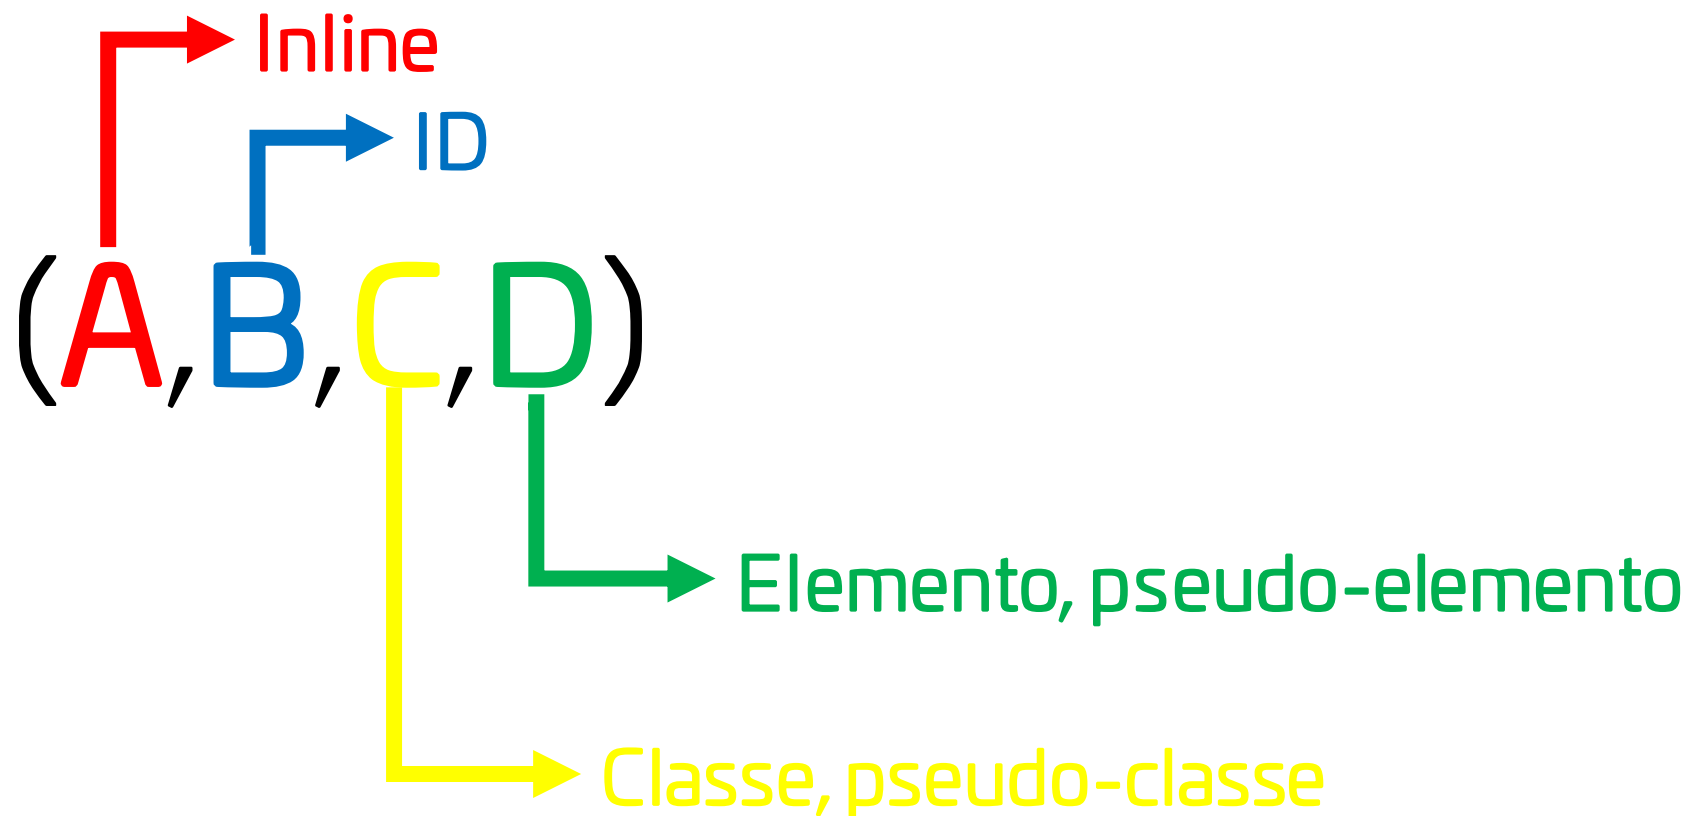 Inline
ID
(A,B,C,D)
Elemento, pseudo-elemento
Classe, pseudo-classe